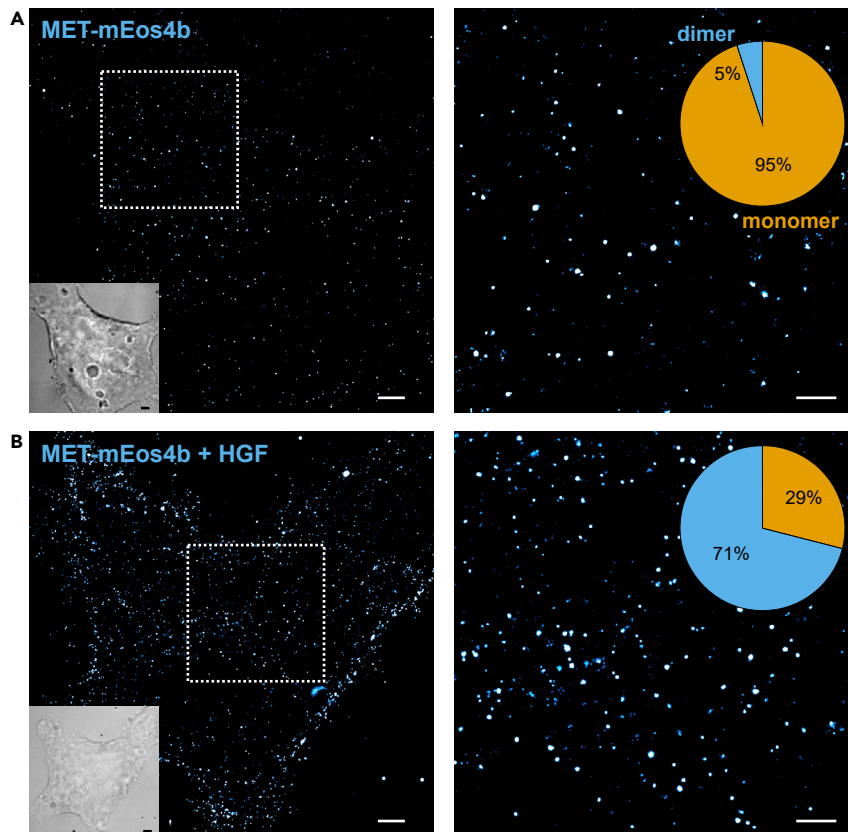 A
MET-mEos4b
dimer
5%
95%
monomer
B
MET-mEos4b + HGF
29%
71%